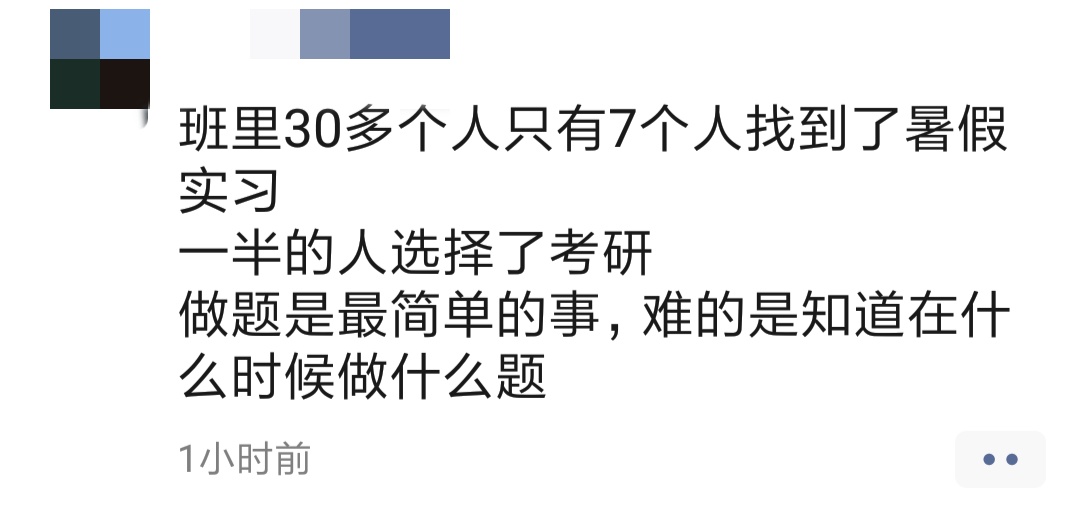 班里30多个人只有7个人找到了暑假
实习
一半的人选择了考研
做题是最简单的事，难的是知道在什
么时候做什么题
1小时前